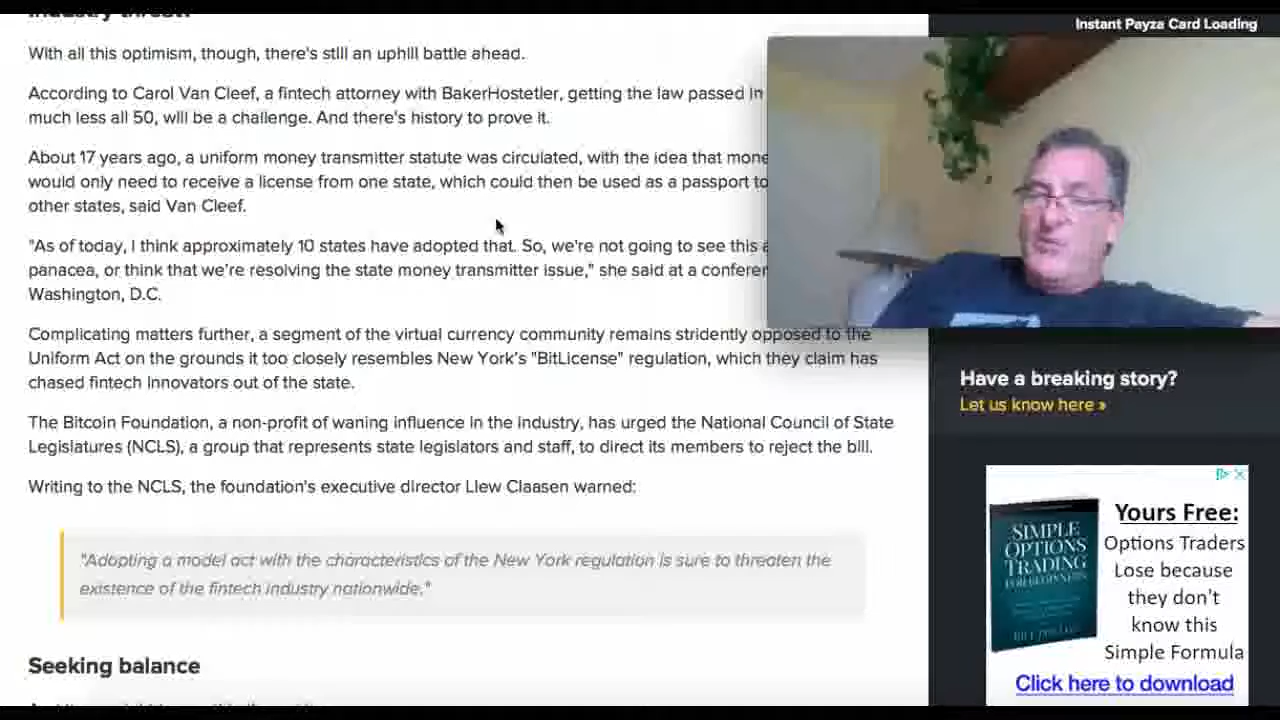 Industry threat?
Instant Payza Card Loading
With all this optimism, though, there's still an uphill battle ahead.
According to Carol Van Cleef, a fintech attorney with BakerHostetler, getting the law passed in
much less all 50, will be a challenge. And there's history to prove it.
About 17 years ago, a uniform money transmitter statute was circulated, with the idea that
would only need to receive a license from one state, which could then be used as a passport to
other states, said Van Cleef.
"As of today, I think approximately 10 states have adopted that. So, we're not going to see this
panacea, or think that we're resolving the state money transmitter issue," she said at a
Washington, D.C.
Complicating matters further, a segment of the virtual currency community remains stridently opposed to the
Uniform Act on the grounds it too closely resembles New York's "BitLicense" regulation, which they claim has
chased fintech innovators out of the state.
The Bitcoin Foundation, a non-profit of waning influence in the industry, has urged the National Council of State
Legislatures (NCLS), a group that represents state legislators and staff, to direct its members to reject the bill.
Writing to the NCLS, the foundation's executive director Llew Claasen warned:
"Adopting a model act with the characteristics of the New York regulation is sure to threaten the
existence of the fintech industry nationwide."
Seeking balance
Have a breaking story?
Let us know here »
SIMPLE
OPTIONS
TRADING
FOR BEGINNERS
Yours Free:
Options Traders
Lose because
they don't
know this
Simple Formula
Click here to download